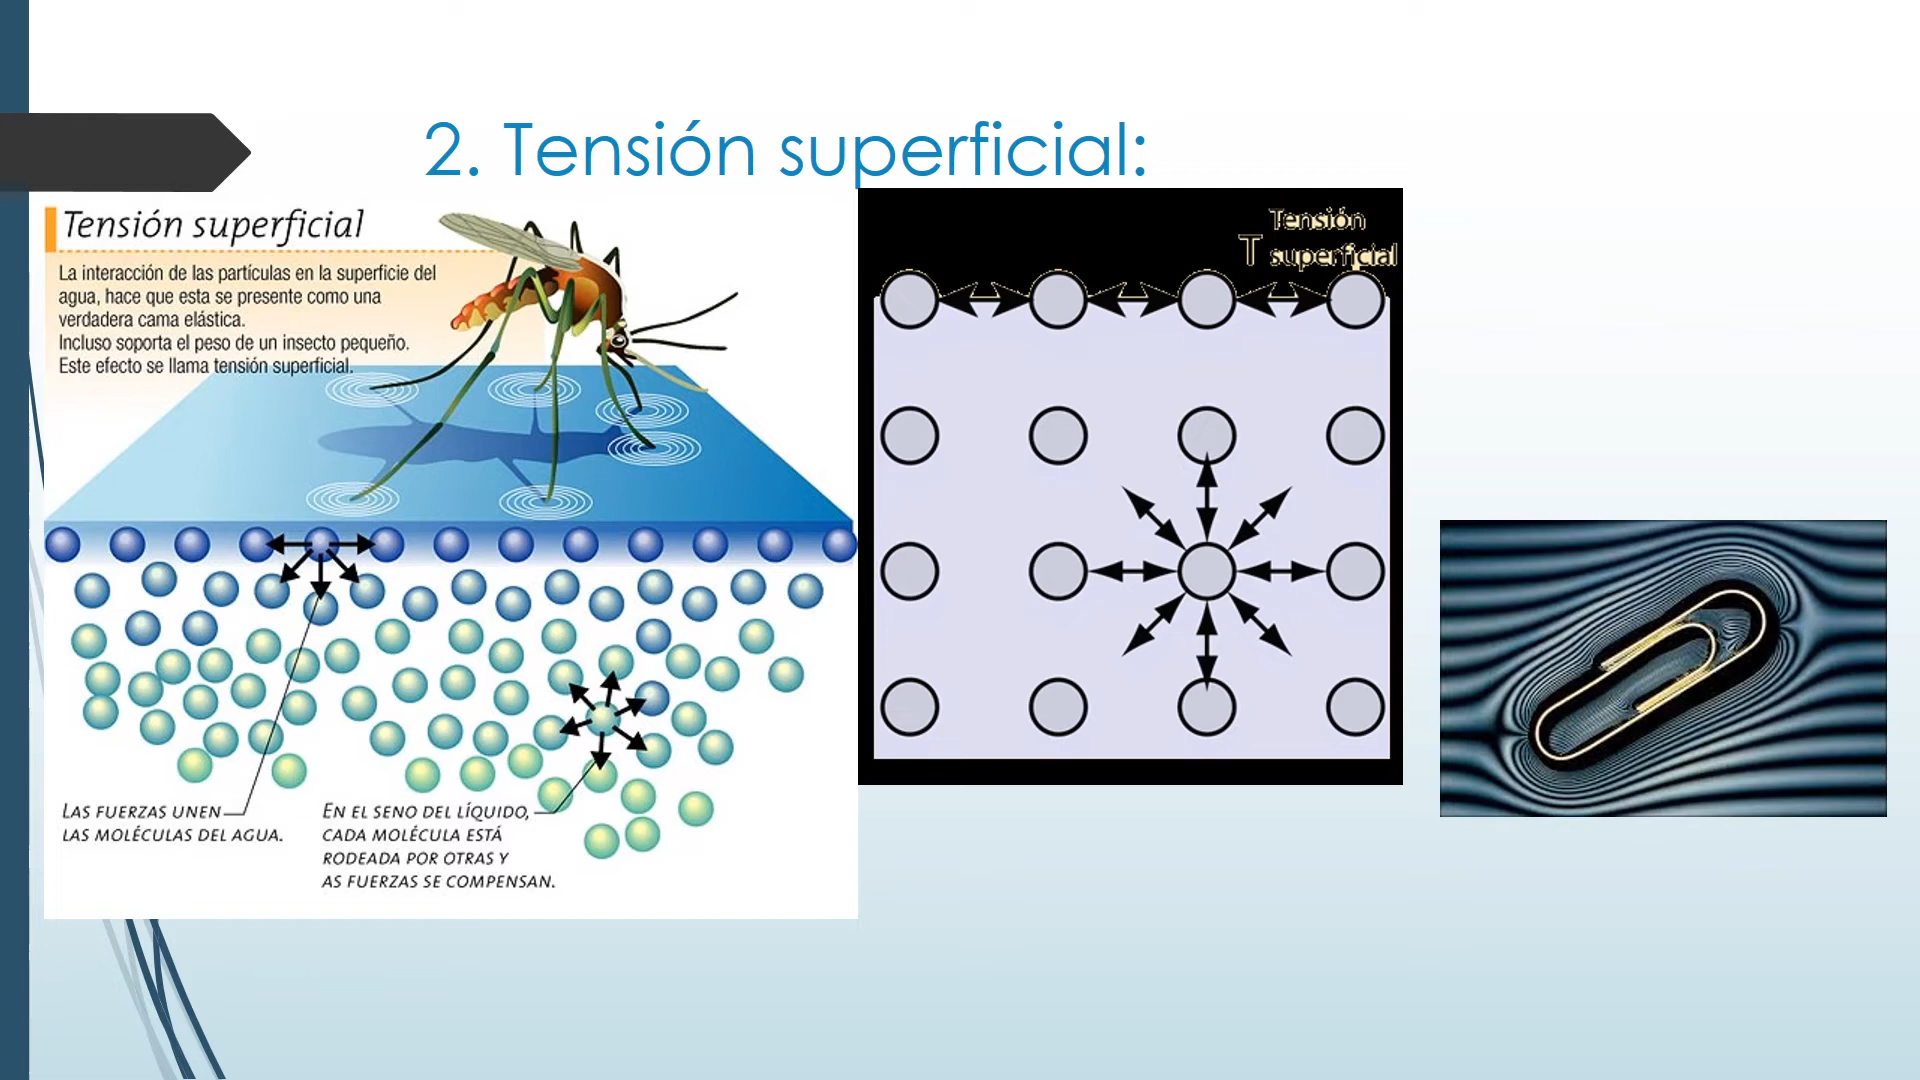 2. Tensión superficial:
Tensión superficial
La interacción de las partículas en la superficie del
agua, hace que esta se presente como una
verdadera cama elástica.
Incluso soporta el peso de un insecto pequeño.
Este efecto se llama tensión superficial.
LAS FUERZAS UNEN
LAS MOLÉCULAS DEL AGUA.
EN EL SENO DEL LÍQUIDO,
CADA MOLÉCULA ESTÁ
RODEADA POR OTRAS Y
AS FUERZAS SE COMPENSAN.
Tensión
T superficial